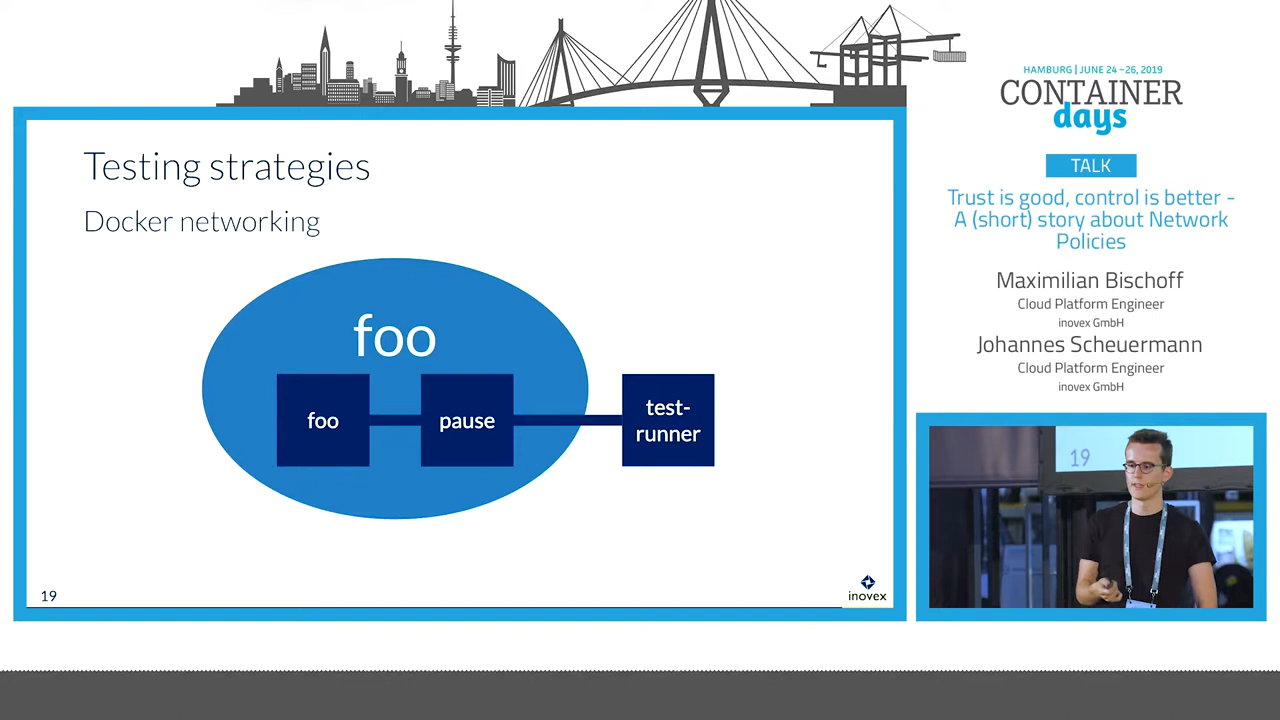 HAMBURG | JUNE 24 – 26, 2019
CONTAINER
days
TALK
Trust is good, control is better -
A (short) story about Network
Policies
Maximilian Bischoff
Cloud Platform Engineer
inovex GmbH
Johannes Scheuermann
Cloud Platform Engineer
inovex GmbH
Testing strategies
Docker networking
foo
foo
pause
test-
runner
19
inovex
19